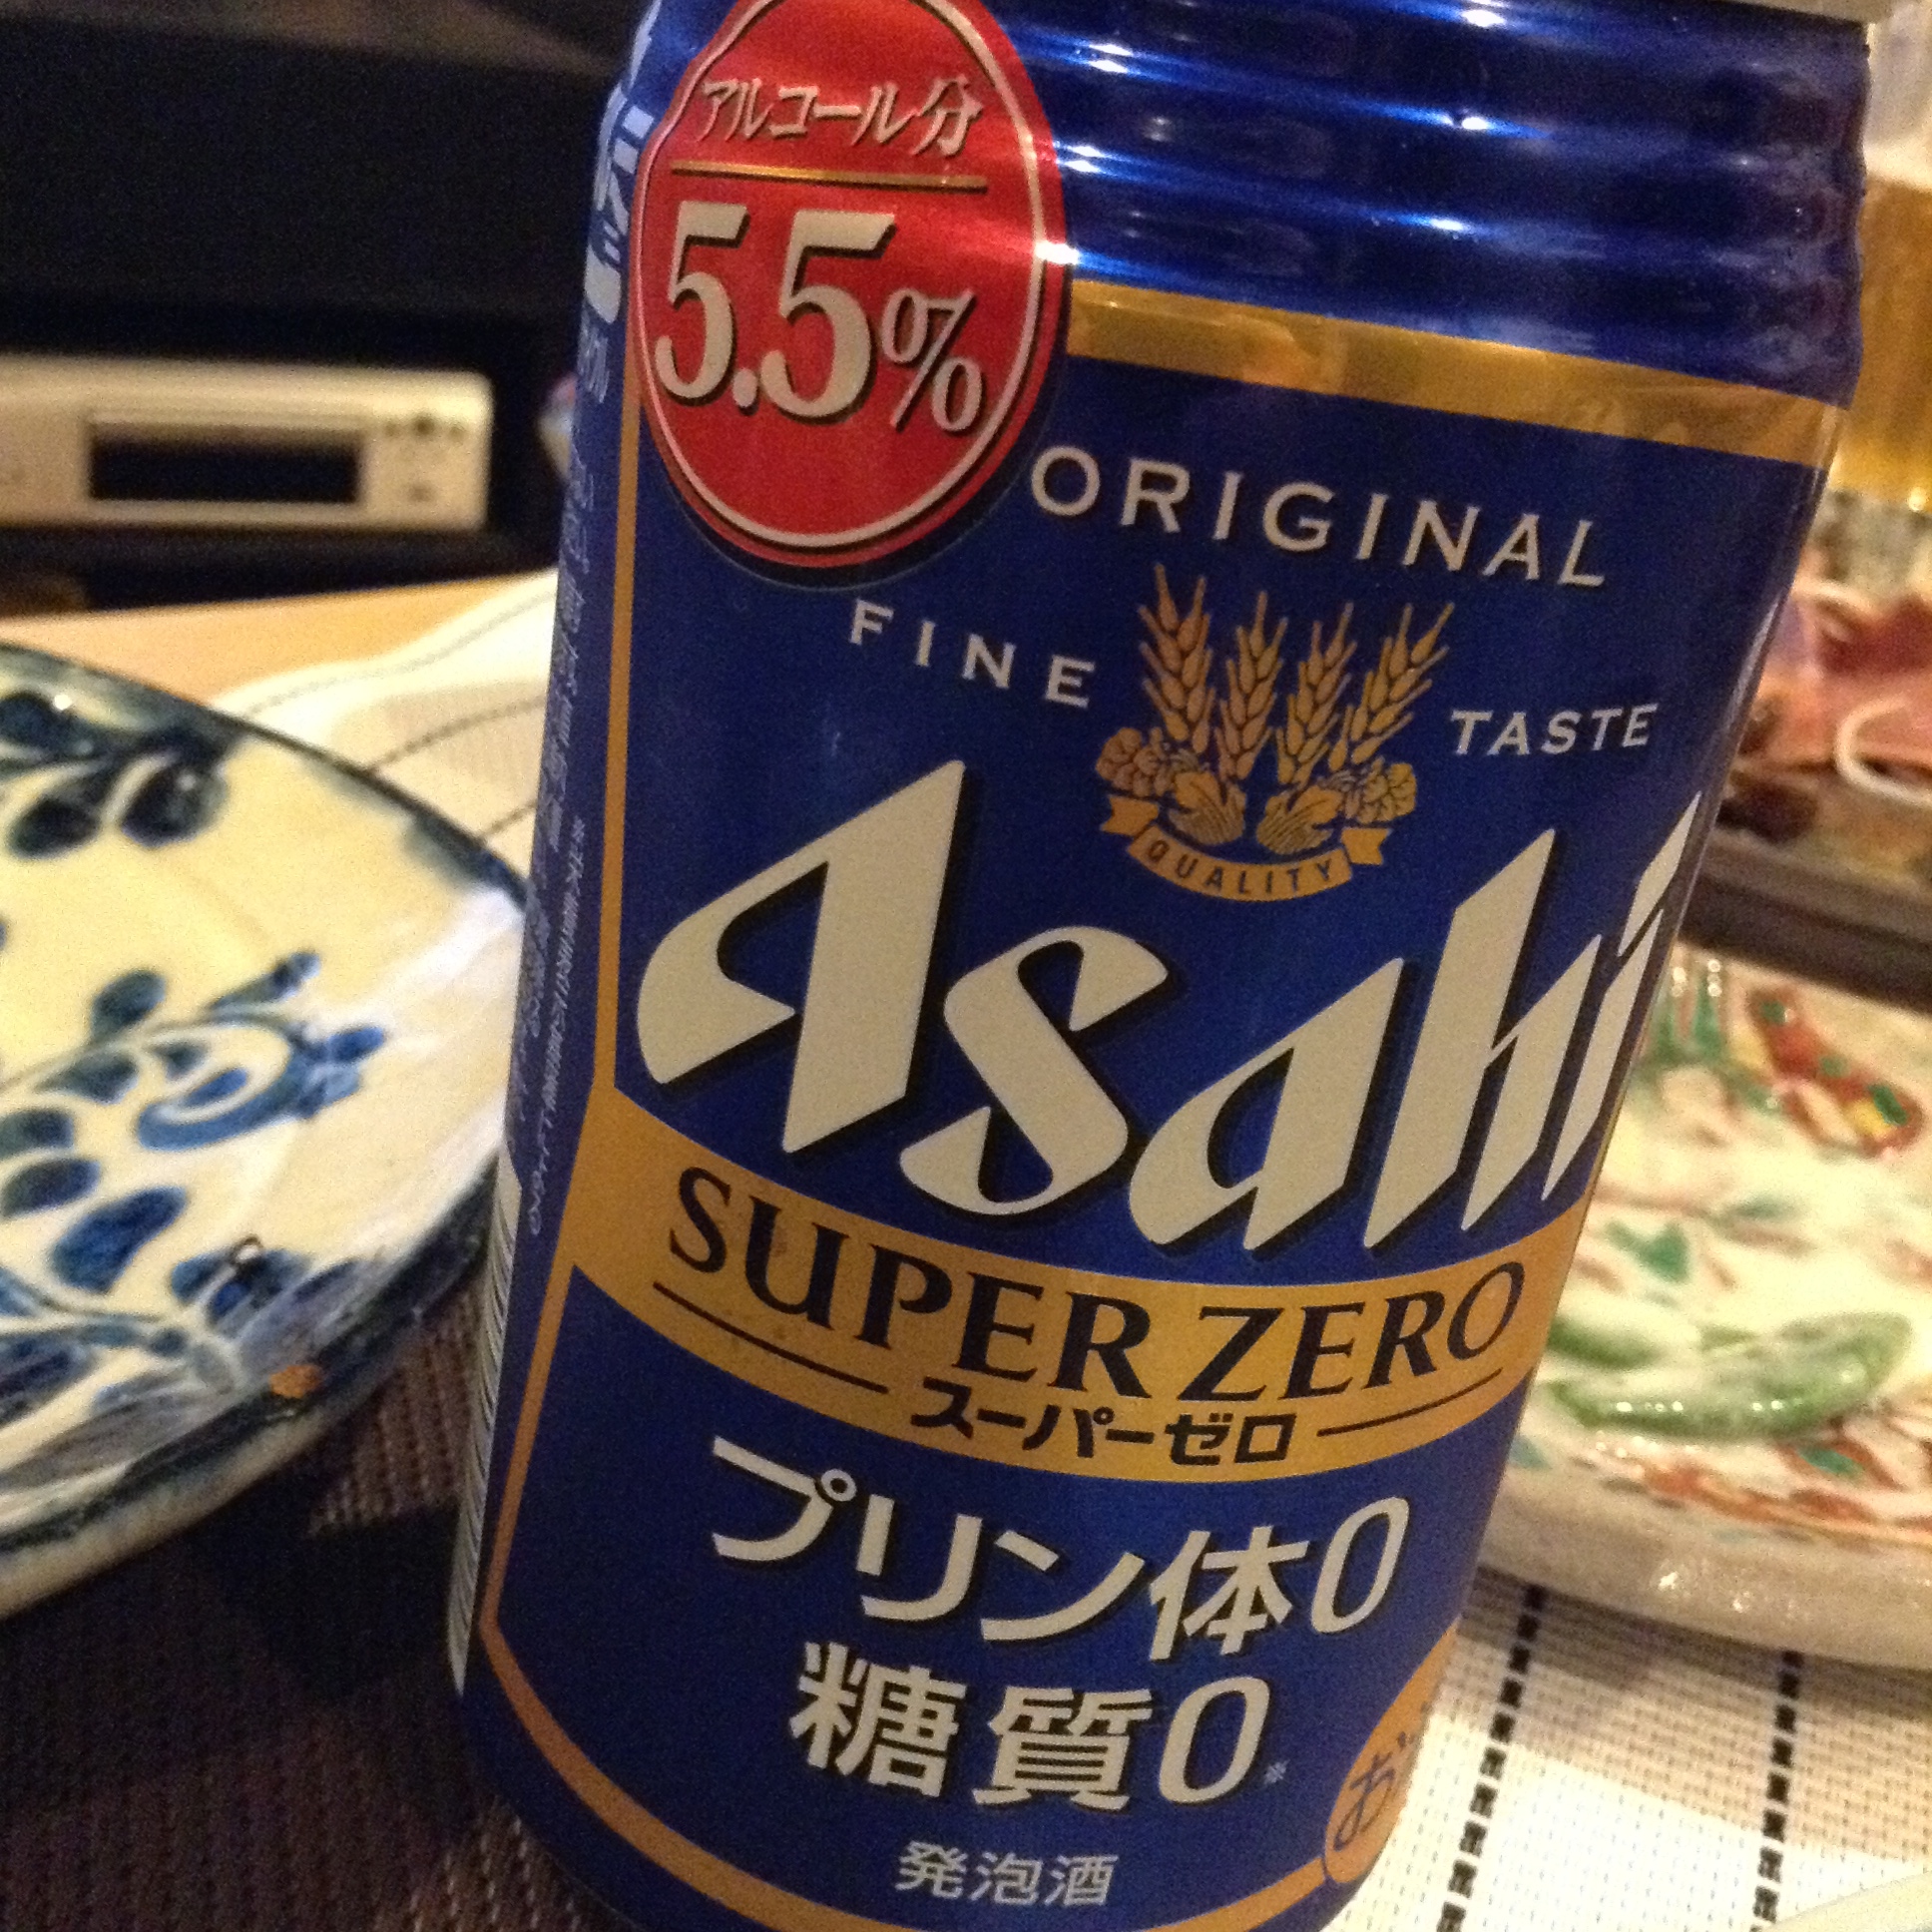 アルコール分
5.5%
ORIGINAL
FINE TASTE
QUALITY
Asahi
SUPER ZERO
スーパーゼロ
プリン体0
糖質0※
発泡酒